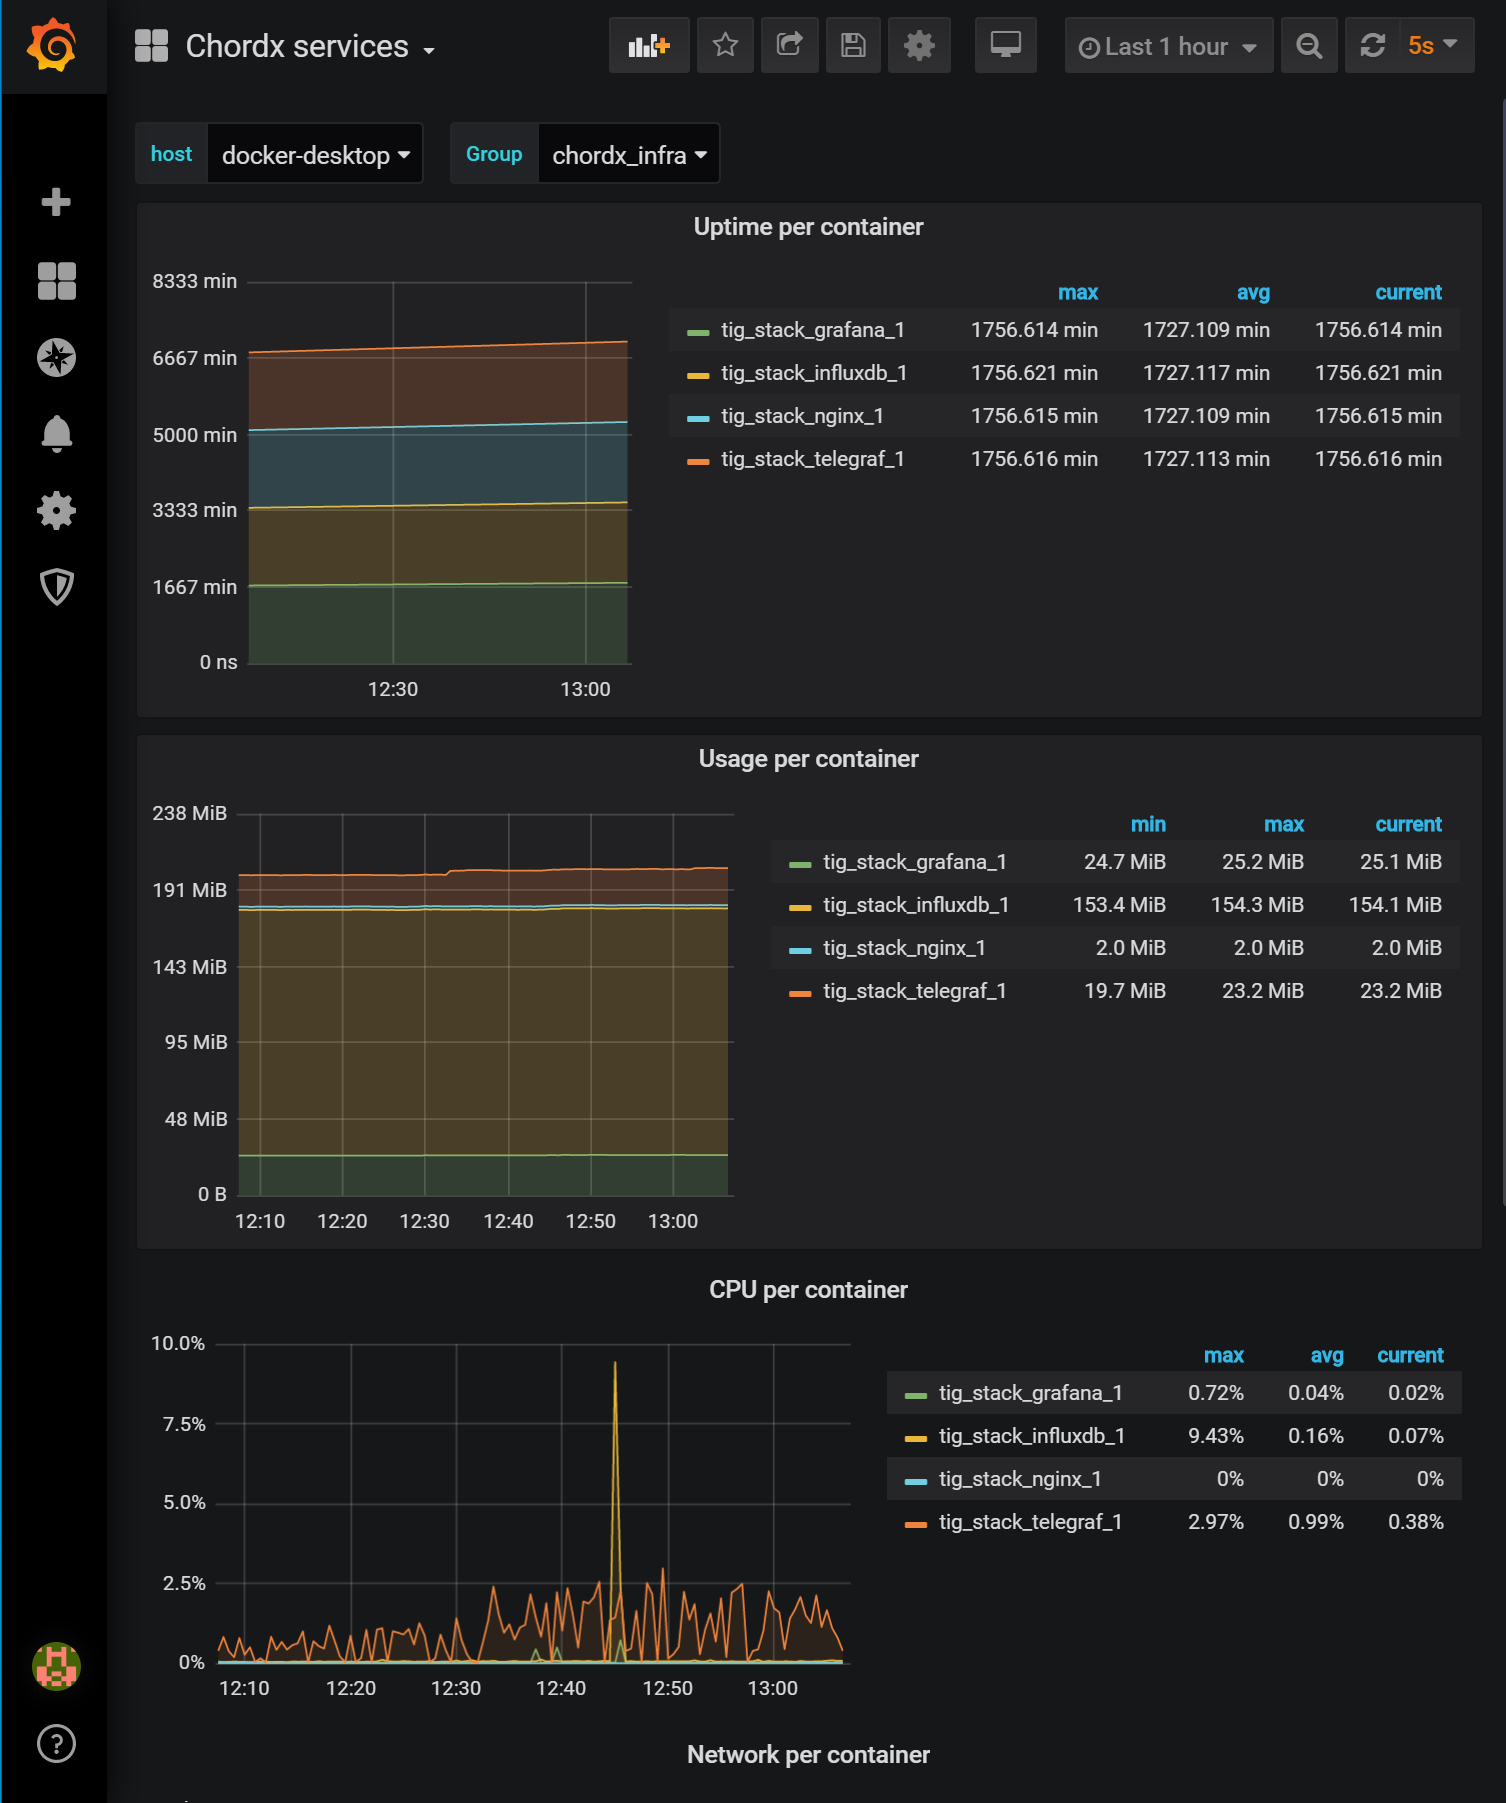 Chordx services
Last 1 hour
5s
host docker-desktop Group chordx_infra
Uptime per container
8333 min
6667 min
5000 min
3333 min
1667 min
0 ns
12:30 13:00
max avg current
tig_stack_grafana_1 1756.614 min 1727.109 min 1756.614 min
tig_stack_influxdb_1 1756.621 min 1727.117 min 1756.621 min
tig_stack_nginx_1 1756.615 min 1727.109 min 1756.615 min
tig_stack_telegraf_1 1756.616 min 1727.113 min 1756.616 min
Usage per container
238 MiB
191 MiB
143 MiB
95 MiB
48 MiB
0 B
12:10 12:20 12:30 12:40 12:50 13:00
min max current
tig_stack_grafana_1 24.7 MiB 25.2 MiB 25.1 MiB
tig_stack_influxdb_1 153.4 MiB 154.3 MiB 154.1 MiB
tig_stack_nginx_1 2.0 MiB 2.0 MiB 2.0 MiB
tig_stack_telegraf_1 19.7 MiB 23.2 MiB 23.2 MiB
CPU per container
10.0%
7.5%
5.0%
2.5%
0%
12:10 12:20 12:30 12:40 12:50 13:00
max avg current
tig_stack_grafana_1 0.72% 0.04% 0.02%
tig_stack_influxdb_1 9.43% 0.16% 0.07%
tig_stack_nginx_1 0% 0% 0%
tig_stack_telegraf_1 2.97% 0.99% 0.38%
Network per container